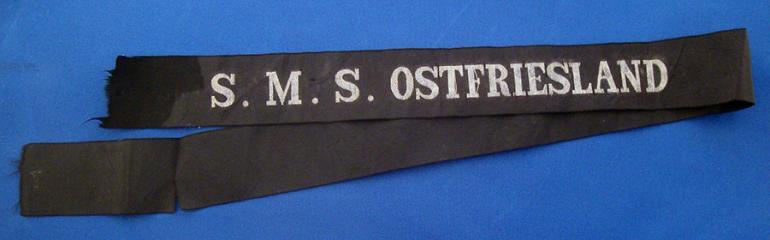 S. M. S. OSTFRIESLAND